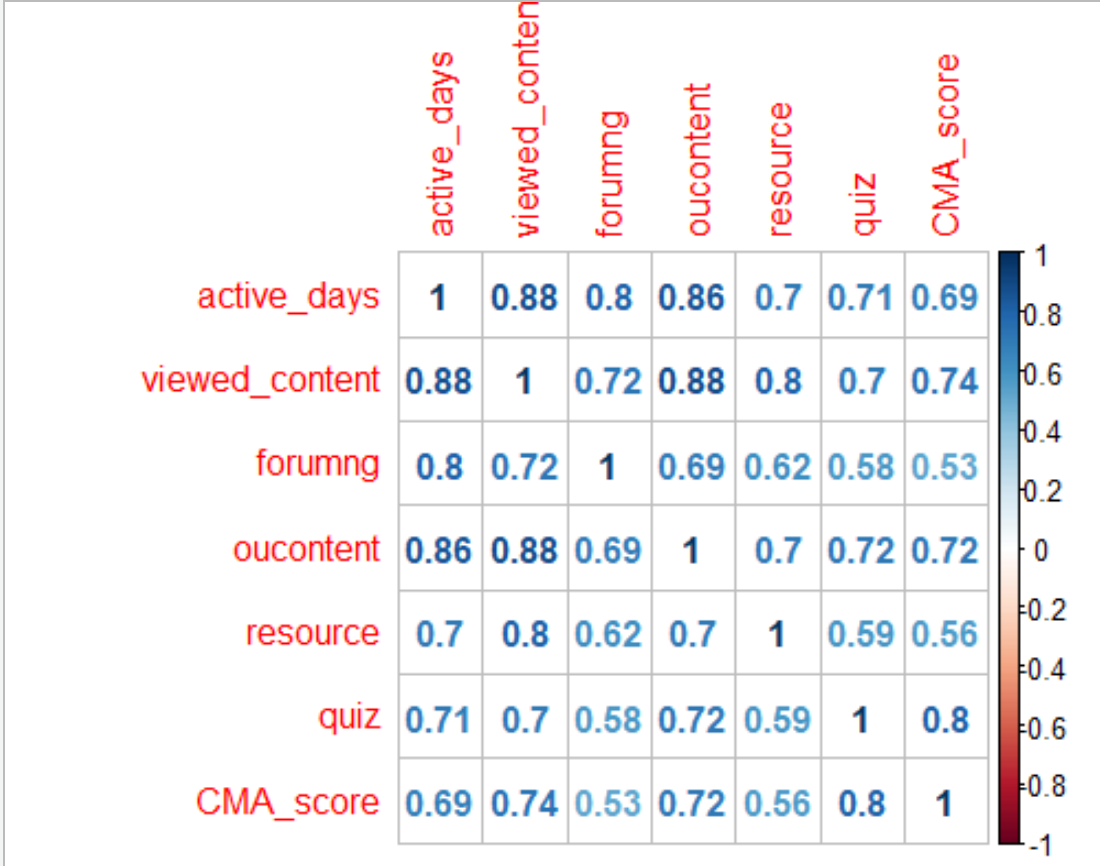 active_days viewed_conten forumng oucontent resource quiz CMA_score
1
active_days 1 0.88 0.8 0.86 0.7 0.71 0.69
0.8
viewed_content 0.88 1 0.72 0.88 0.8 0.7 0.74
0.6
0.4
forumng 0.8 0.72 1 0.69 0.62 0.58 0.53
0.2
oucontent 0.86 0.88 0.69 1 0.7 0.72 0.72
0
-0.2
resource 0.7 0.8 0.62 0.7 1 0.59 0.56
-0.4
quiz 0.71 0.7 0.58 0.72 0.59 1 0.8
-0.6
-0.8
CMA_score 0.69 0.74 0.53 0.72 0.56 0.8 1
-1